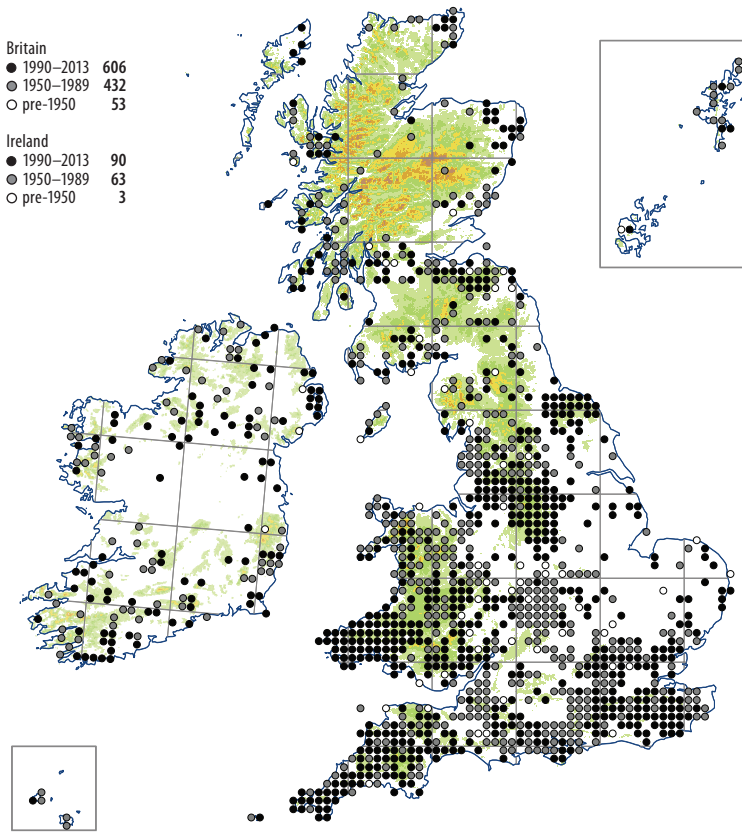 Britain
1990–2013 606
1950–1989 432
pre-1950 53
Ireland
1990–2013 90
1950–1989 63
pre-1950 3